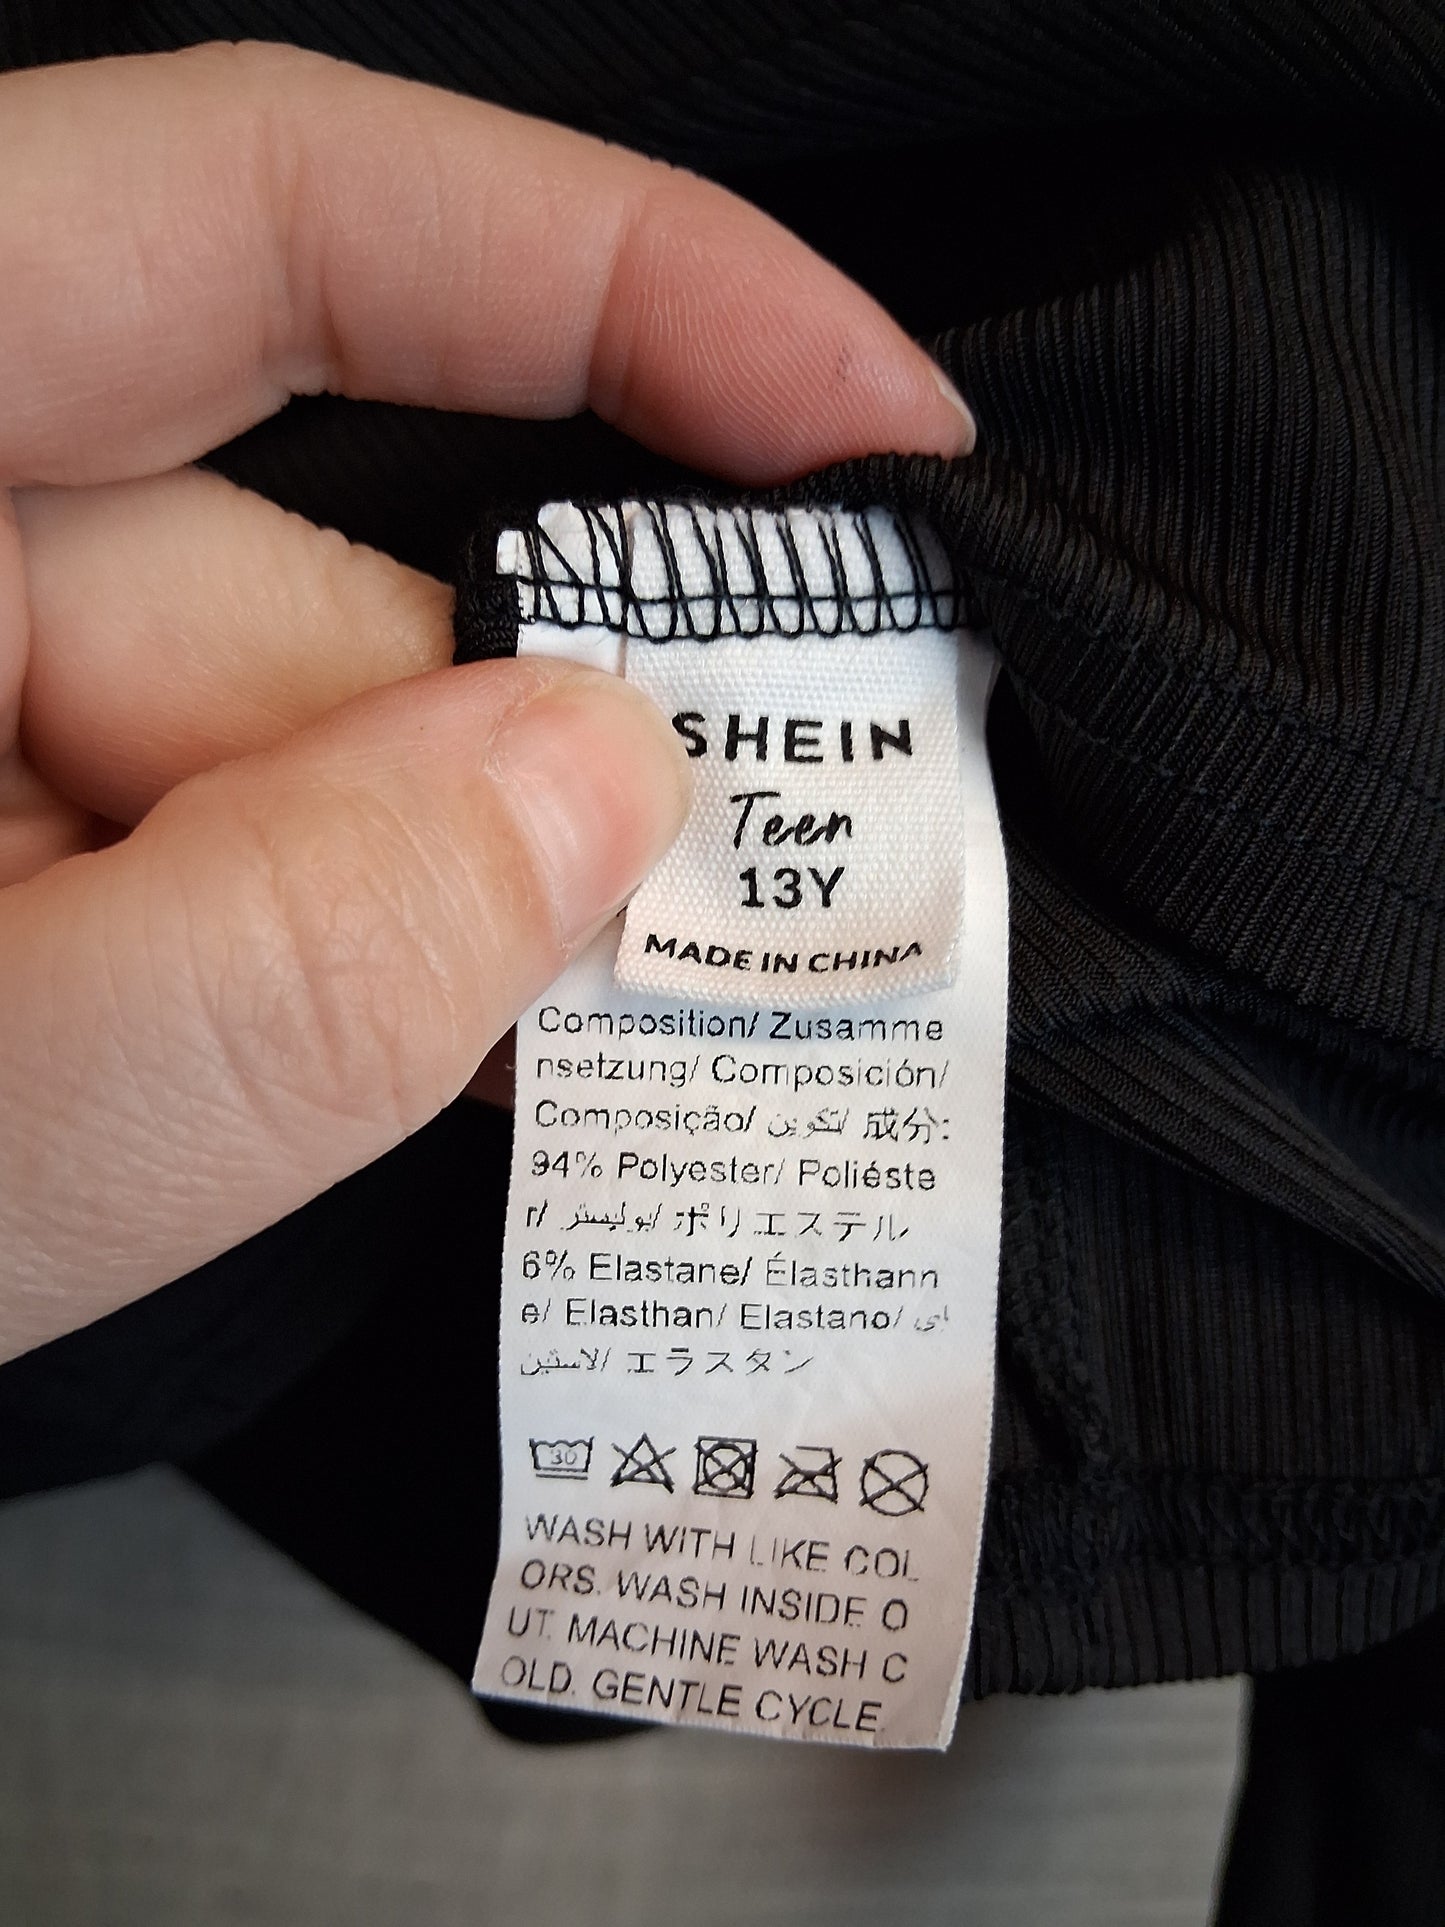 SHEIN
Teen
13Y
MADE IN CHINA
Composition/ Zusamme
nsetzung/ Composición/
Composição/ تكوين/ 成分:
94% Polyester/ Poliéste
r/ بوليستر/ ポリエステル
6% Elastane/ Élasthann
e/ Elasthan/ Elastano/ اى
لاستين/ エラスタン
30
WASH WITH LIKE COL
ORS. WASH INSIDE O
UT. MACHINE WASH C
OLD. GENTLE CYCLE.